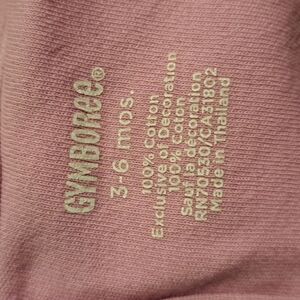 GYMBOREE®
3-6 mos.
100% Cotton
Exclusive of Decoration
100% Coton
Sauf la décoration
RN70530/CA31802
Made in Thailand